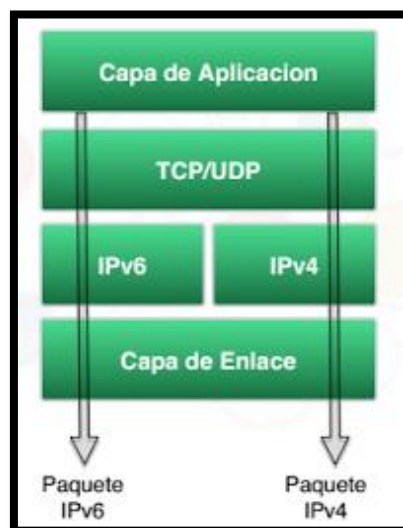 Capa de Aplicacion
TCP/UDP
IPv6
IPv4
Capa de Enlace
Paquete
IPv6
Paquete
IPv4